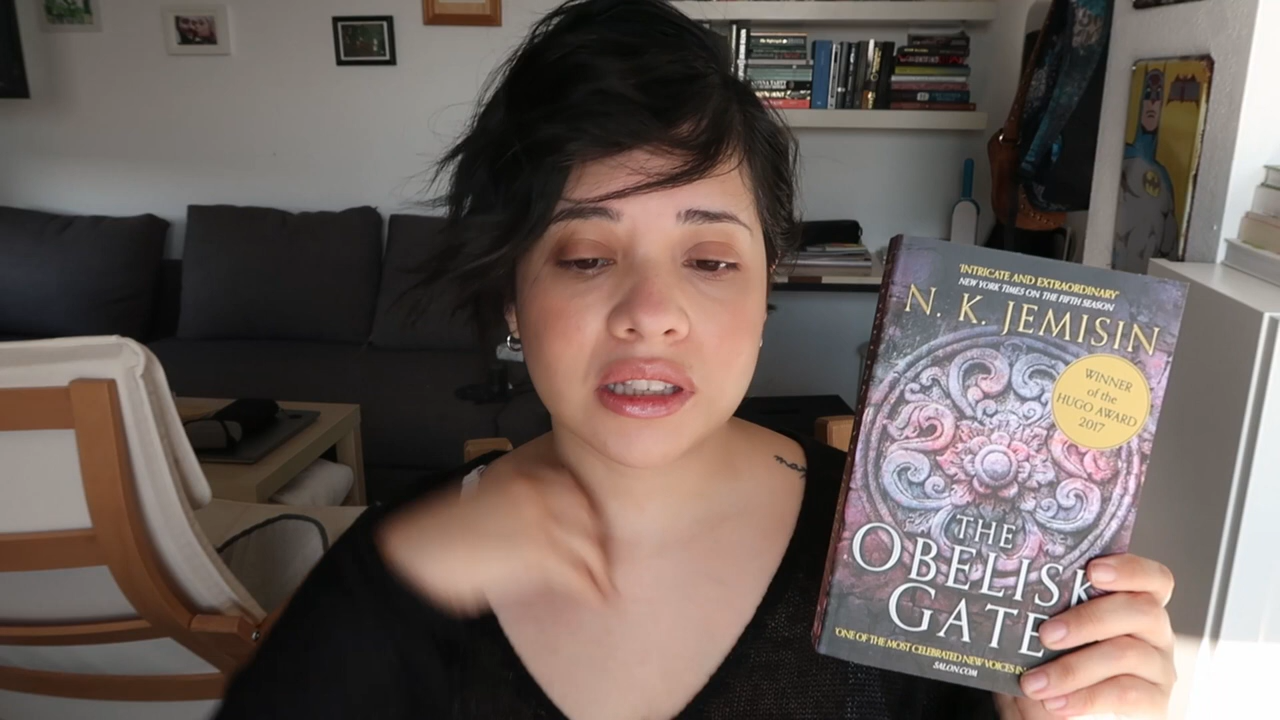 'INTRICATE AND EXTRAORDINARY'
NEW YORK TIMES ON THE FIFTH SEASON
N. K. JEMISIN
WINNER
of the
HUGO AWARD
2017
THE
OBELISK
GATE
'ONE OF THE MOST CELEBRATED NEW VOICES IN
SALON.COM